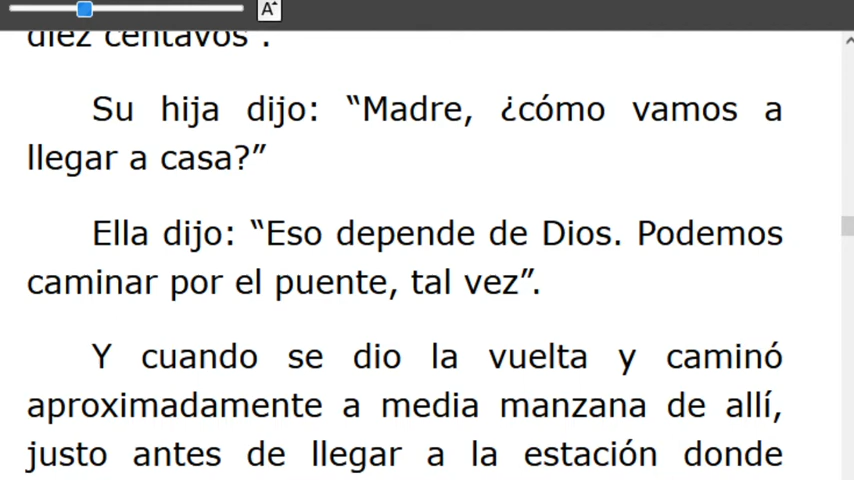 A
diez centavos".
Su hija dijo: “Madre, ¿cómo vamos a
llegar a casa?”
Ella dijo: “Eso depende de Dios. Podemos
caminar por el puente, tal vez”.
Y cuando se dio la vuelta y caminó
aproximadamente a media manzana de allí,
justo antes de llegar a la estación donde